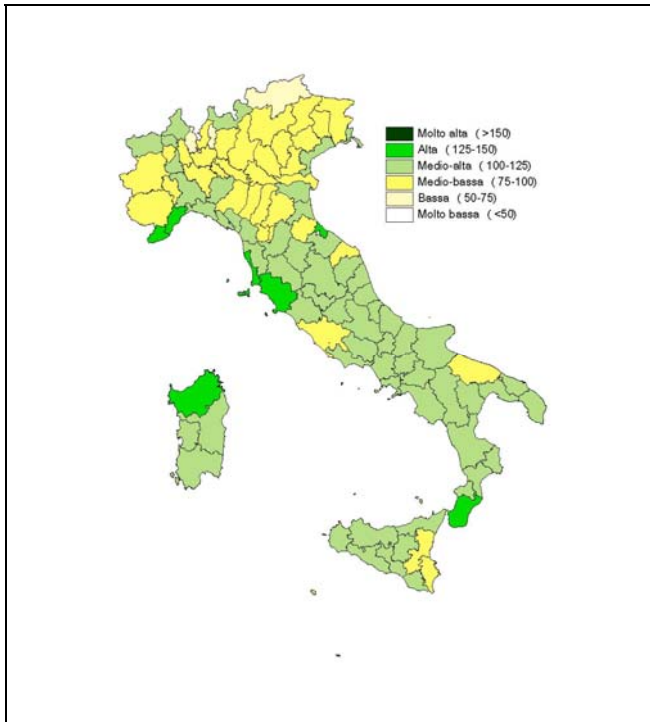 Molto alta (>150)
Alta (125-150)
Medio-alta (100-125)
Medio-bassa (75-100)
Bassa (50-75)
Molto bassa (<50)